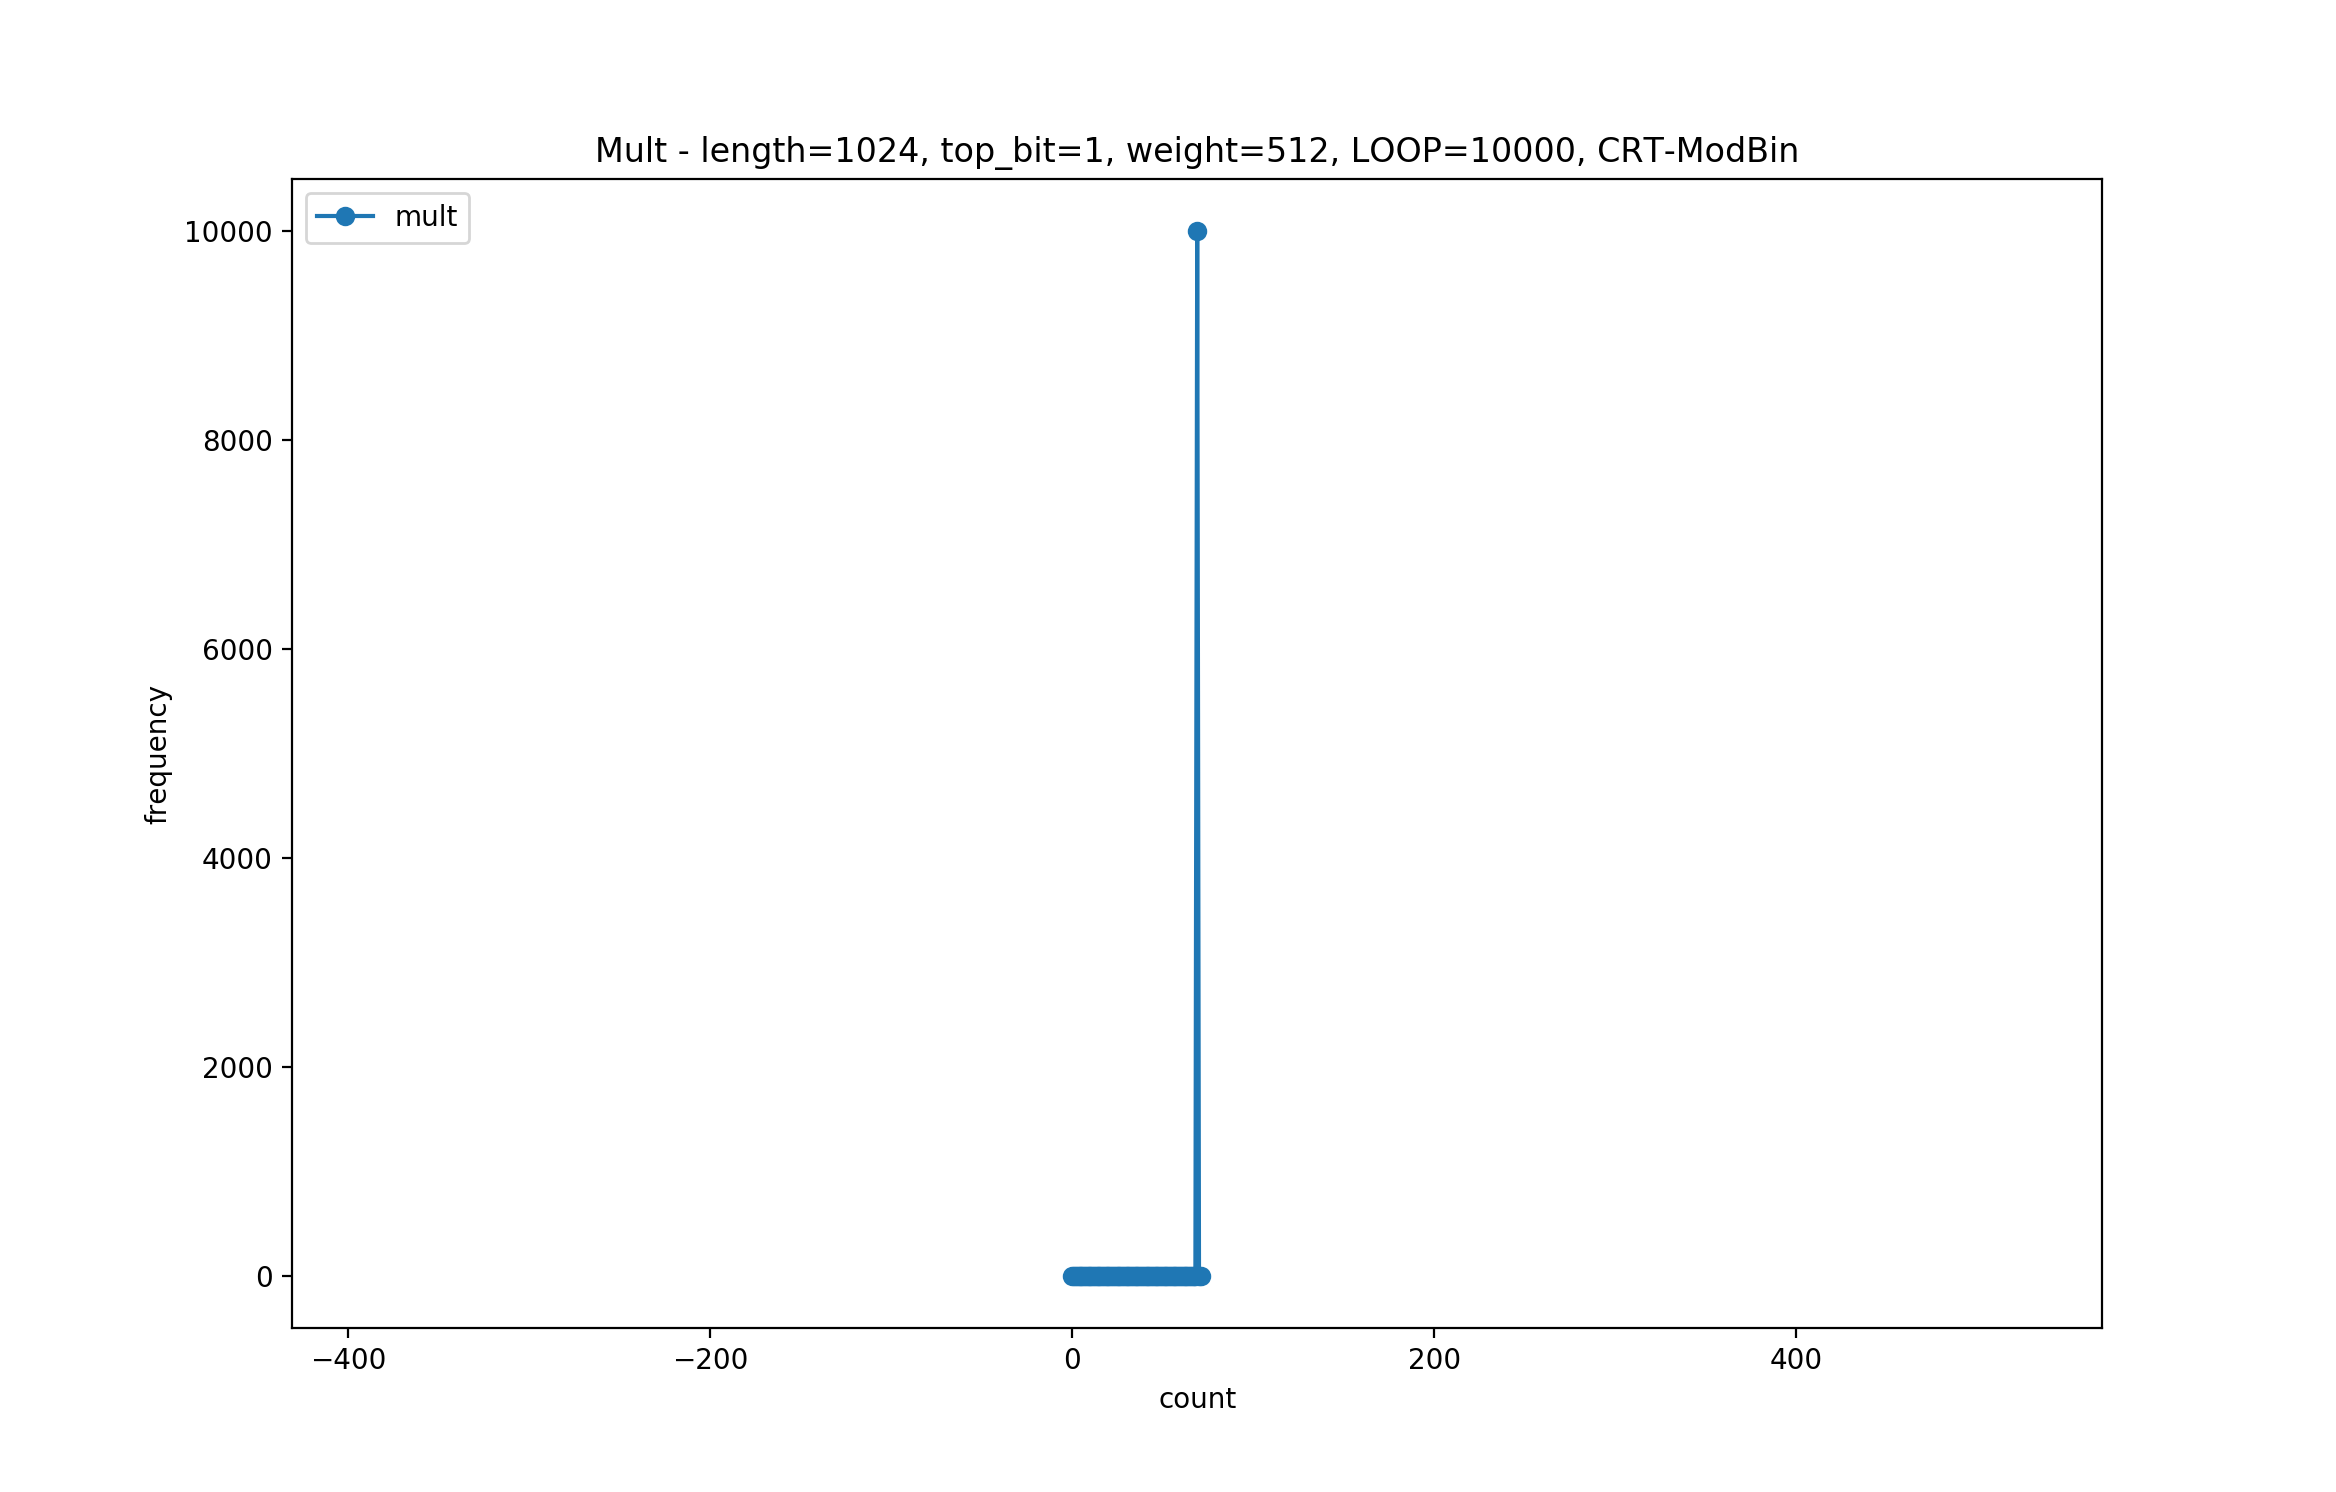 Mult - length=1024, top_bit=1, weight=512, LOOP=10000, CRT-ModBin
mult
10000
8000
6000
4000
2000
0
frequency
−400
−200
0
200
400
count